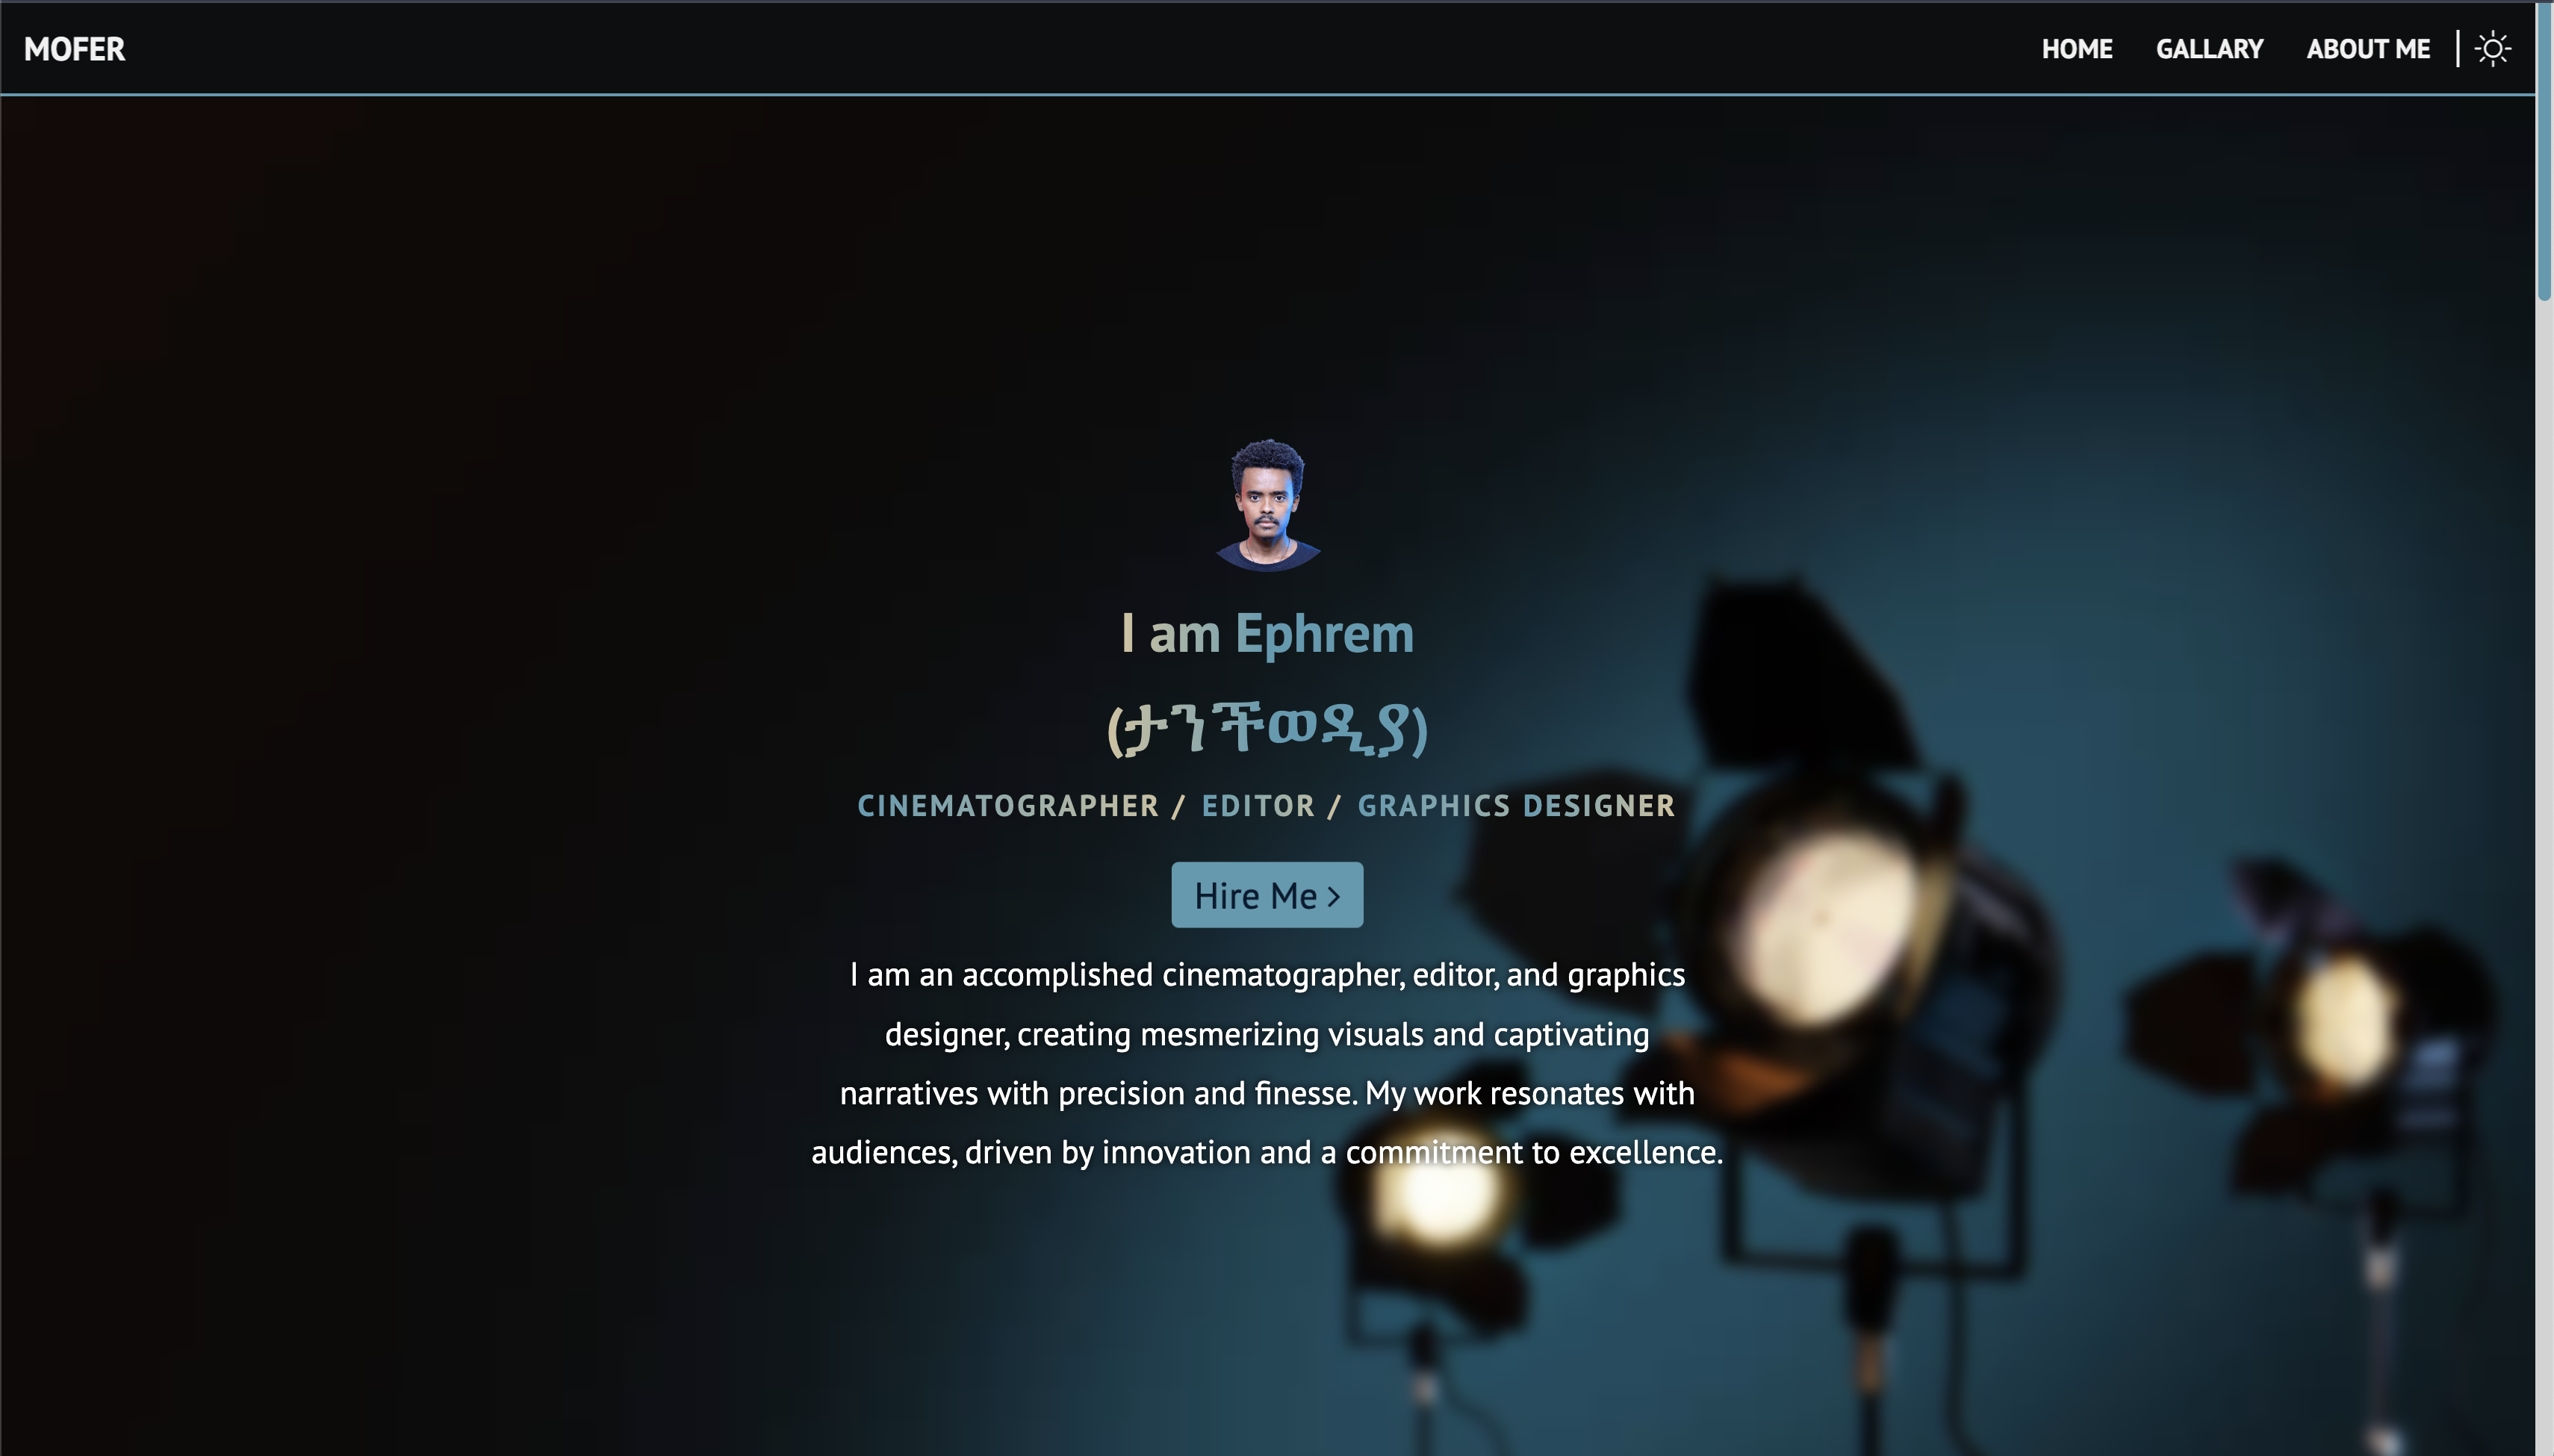 MOFER
HOME GALLARY ABOUT ME
I am Ephrem
(ታንችወዲያ)
CINEMATOGRAPHER / EDITOR / GRAPHICS DESIGNER
Hire Me >
I am an accomplished cinematographer, editor, and graphics
designer, creating mesmerizing visuals and captivating
narratives with precision and finesse. My work resonates with
audiences, driven by innovation and a commitment to excellence.